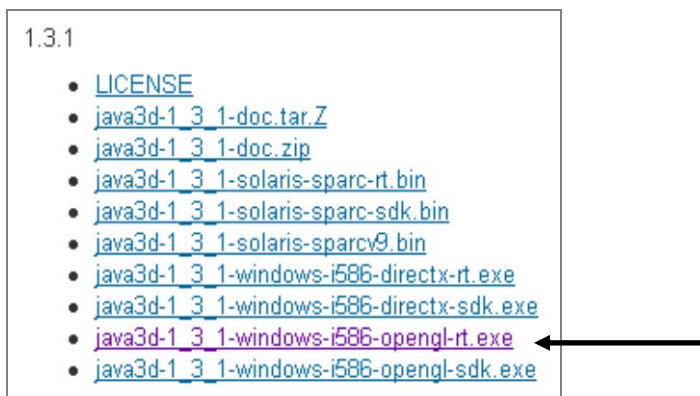 1.3.1
LICENSE
java3d-1_3_1-doc.tar.Z
java3d-1_3_1-doc.zip
java3d-1_3_1-solaris-sparc-rt.bin
java3d-1_3_1-solaris-sparc-sdk.bin
java3d-1_3_1-solaris-sparcv9.bin
java3d-1_3_1-windows-i586-directx-rt.exe
java3d-1_3_1-windows-i586-directx-sdk.exe
java3d-1_3_1-windows-i586-opengl-rt.exe
java3d-1_3_1-windows-i586-opengl-sdk.exe